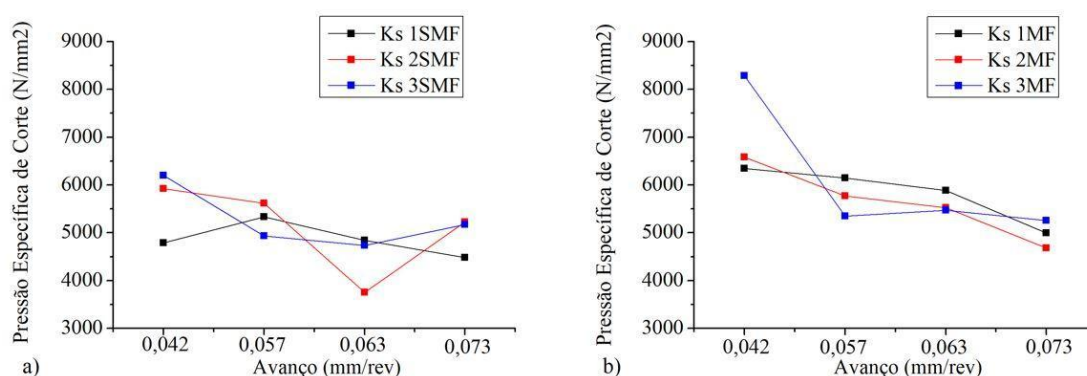 9000
8000
7000
6000
5000
4000
3000
Pressão Específica de Corte (N/mm2)
Ks 1SMF
Ks 2SMF
Ks 3SMF
0,042
0,057
0,063
0,073
Avanço (mm/rev)
a)
9000
8000
7000
6000
5000
4000
3000
Pressão Específica de Corte (N/mm2)
Ks 1MF
Ks 2MF
Ks 3MF
0,042
0,057
0,063
0,073
Avanço (mm/rev)
b)